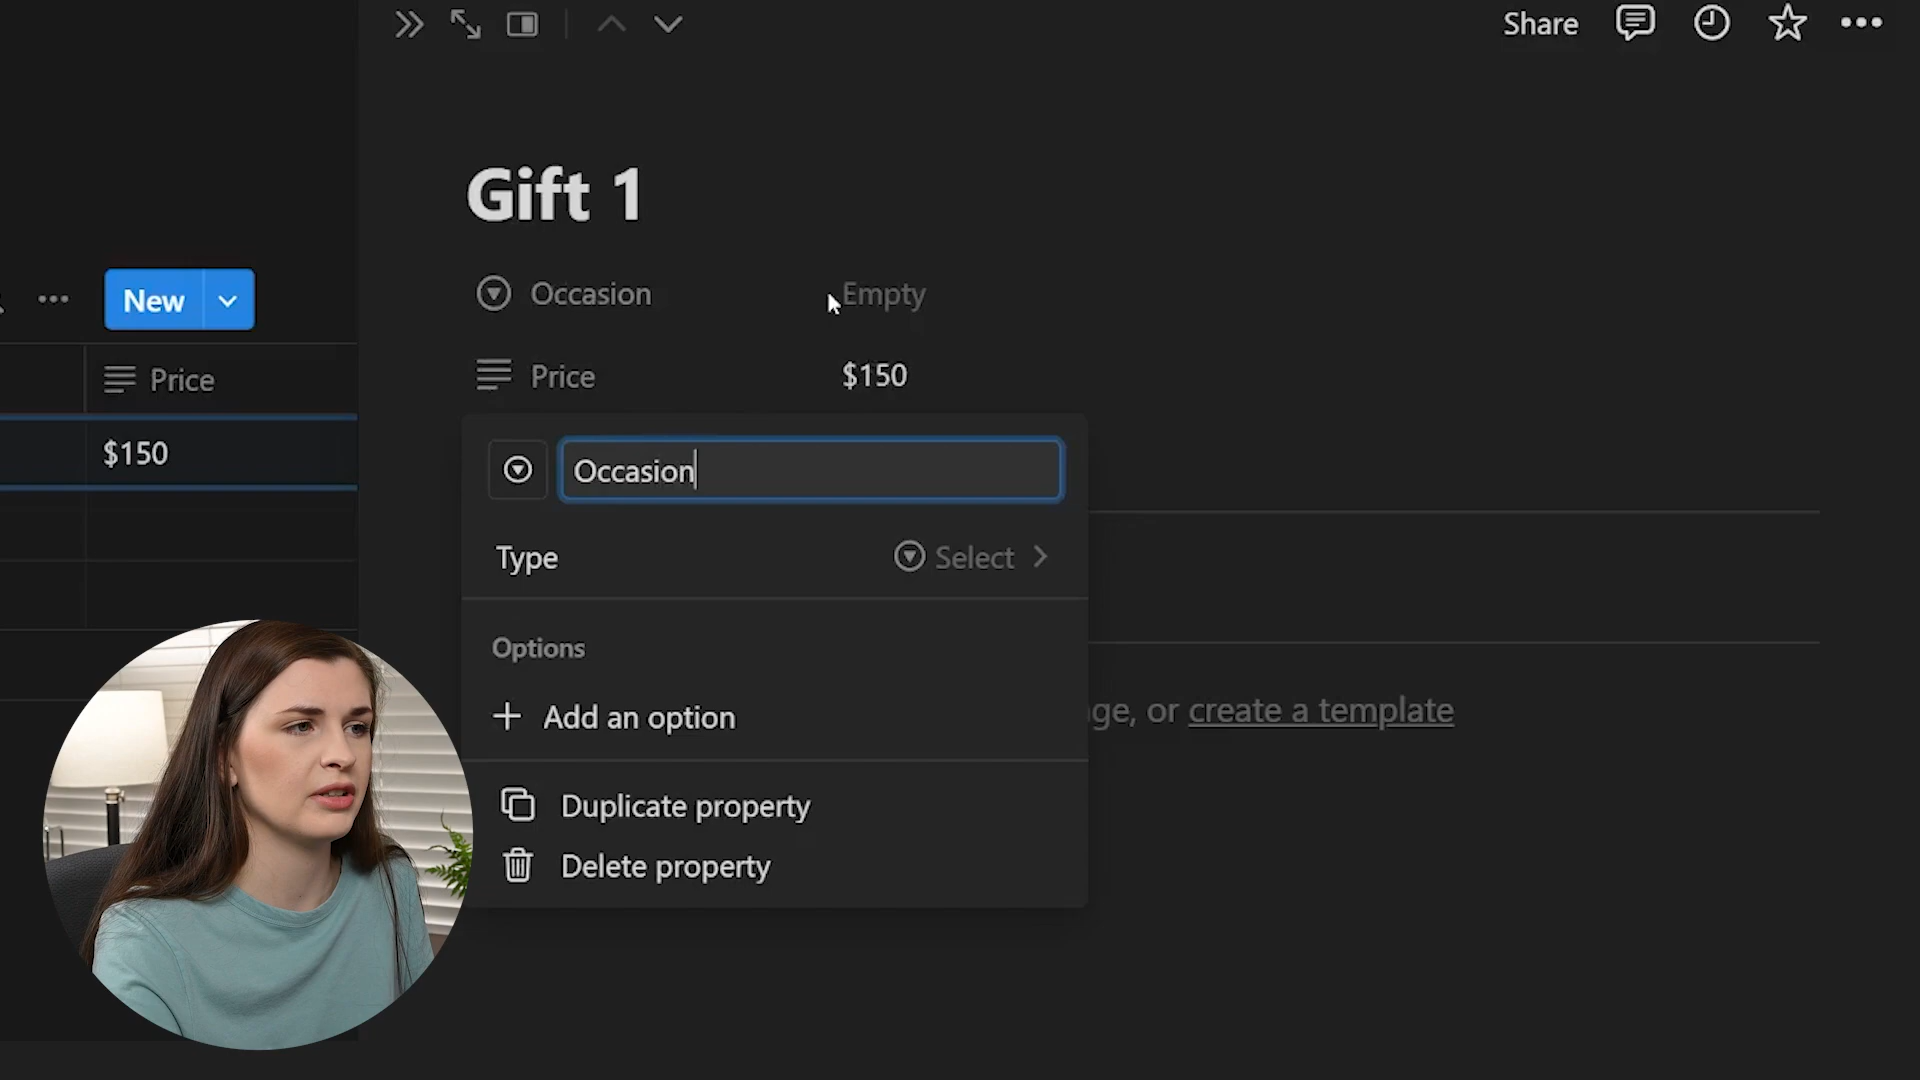 Share
Gift 1
New
Occasion Empty
Price
Price $150
$150
Occasion
Type Select
Options
Add an option
ge, or create a template
Duplicate property
Delete property